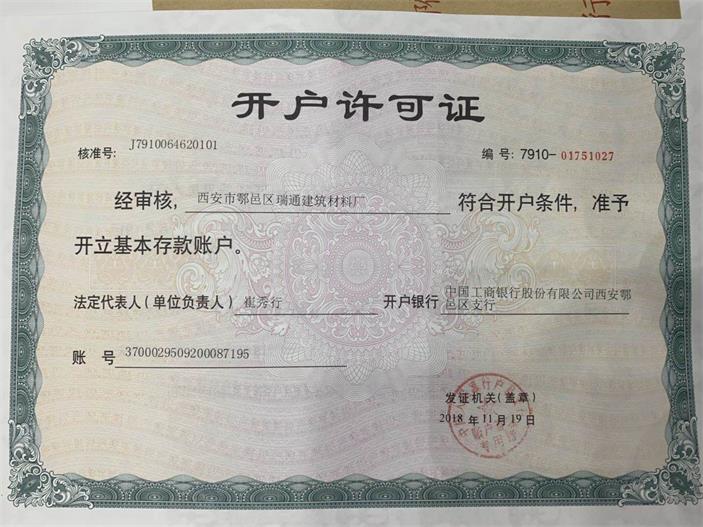 行
开户许可证
核准号: J7910064620101
编 号: 7910-01751027
经审核, 西安市鄠邑区瑞通建筑材料厂 符合开户条件, 准予
开立基本存款账户。
法定代表人(单位负责人) 崔秀行 开户银行 中国工商银行股份有限公司西安鄠
邑区支行
账 号 3700029509200087195
发证机关(盖章)
2018 年 11 月 19 日